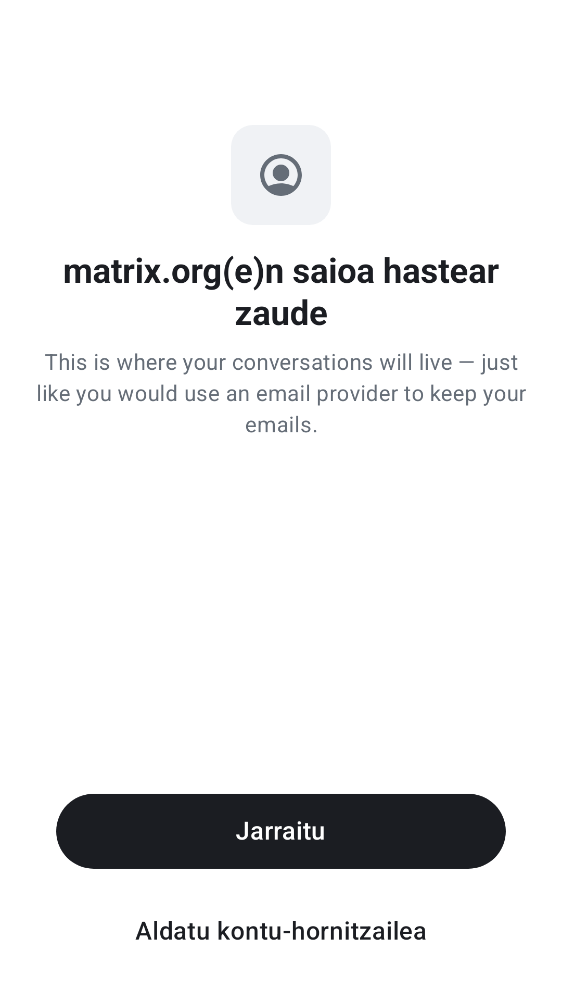 matrix.org(e)n saioa hastear
zaude
This is where your conversations will live — just
like you would use an email provider to keep your
emails.
Jarraitu
Aldatu kontu-hornitzailea